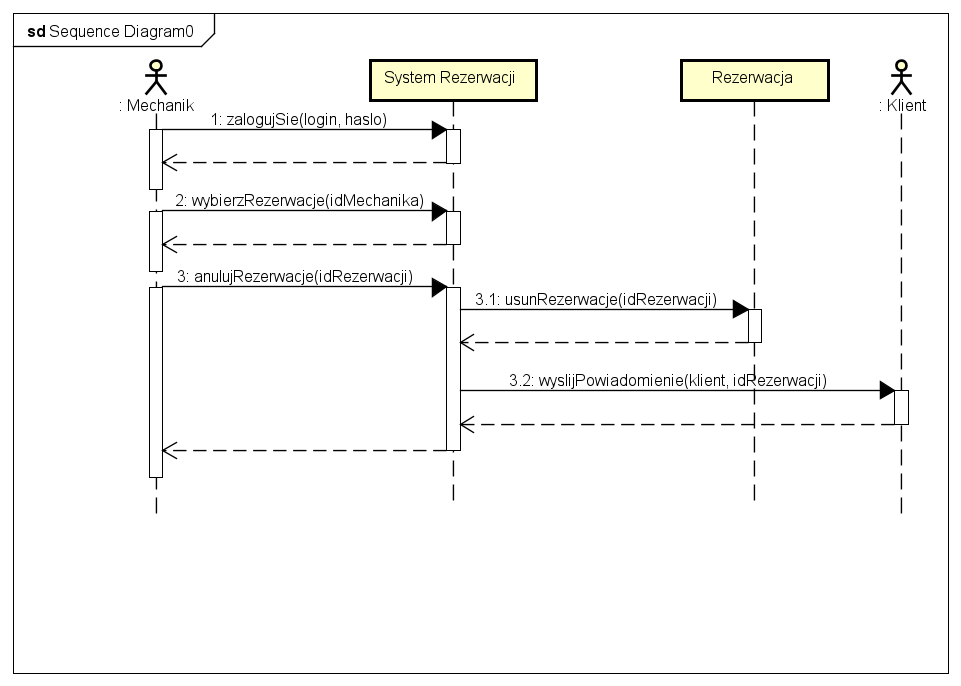 sd Sequence Diagram0
: Mechanik
System Rezerwacji
Rezerwacja
: Klient
1: zalogujSie(login, haslo)
2: wybierzRezerwacje(idMechanika)
3: anulujRezerwacje(idRezerwacji)
3.1: usunRezerwacje(idRezerwacji)
3.2: wyslijPowiadomienie(klient, idRezerwacji)